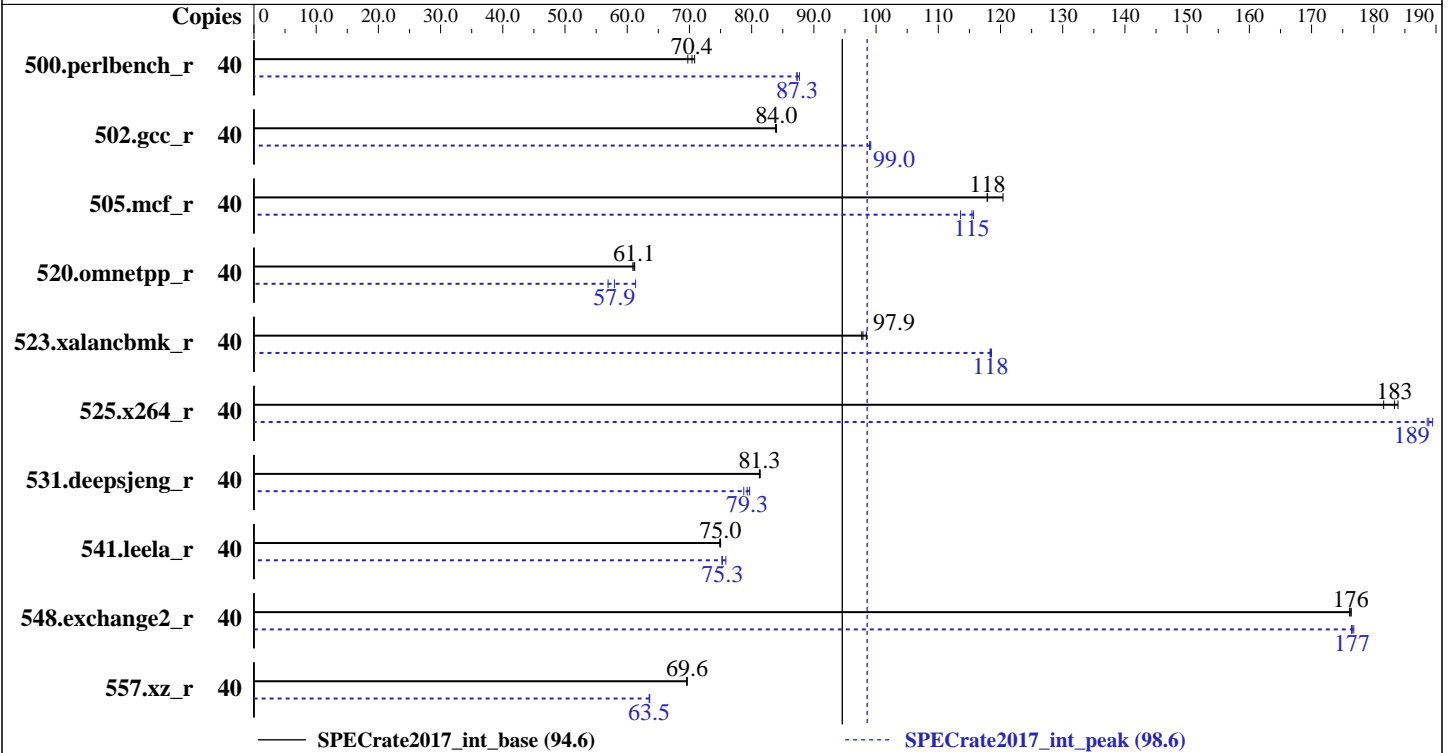 Copies 0 10.0 20.0 30.0 40.0 50.0 60.0 70.0 80.0 90.0 100 110 120 130 140 150 160 170 180 190
70.4
500.perlbench_r 40
87.3
84.0
502.gcc_r 40
99.0
118
505.mcf_r 40
115
61.1
520.omnetpp_r 40
57.9
97.9
523.xalancbmk_r 40
118
183
525.x264_r 40
189
81.3
531.deepsjeng_r 40
79.3
75.0
541.leela_r 40
75.3
176
548.exchange2_r 40
177
69.6
557.xz_r 40
63.5
SPECrate2017_int_base (94.6) SPECrate2017_int_peak (98.6)